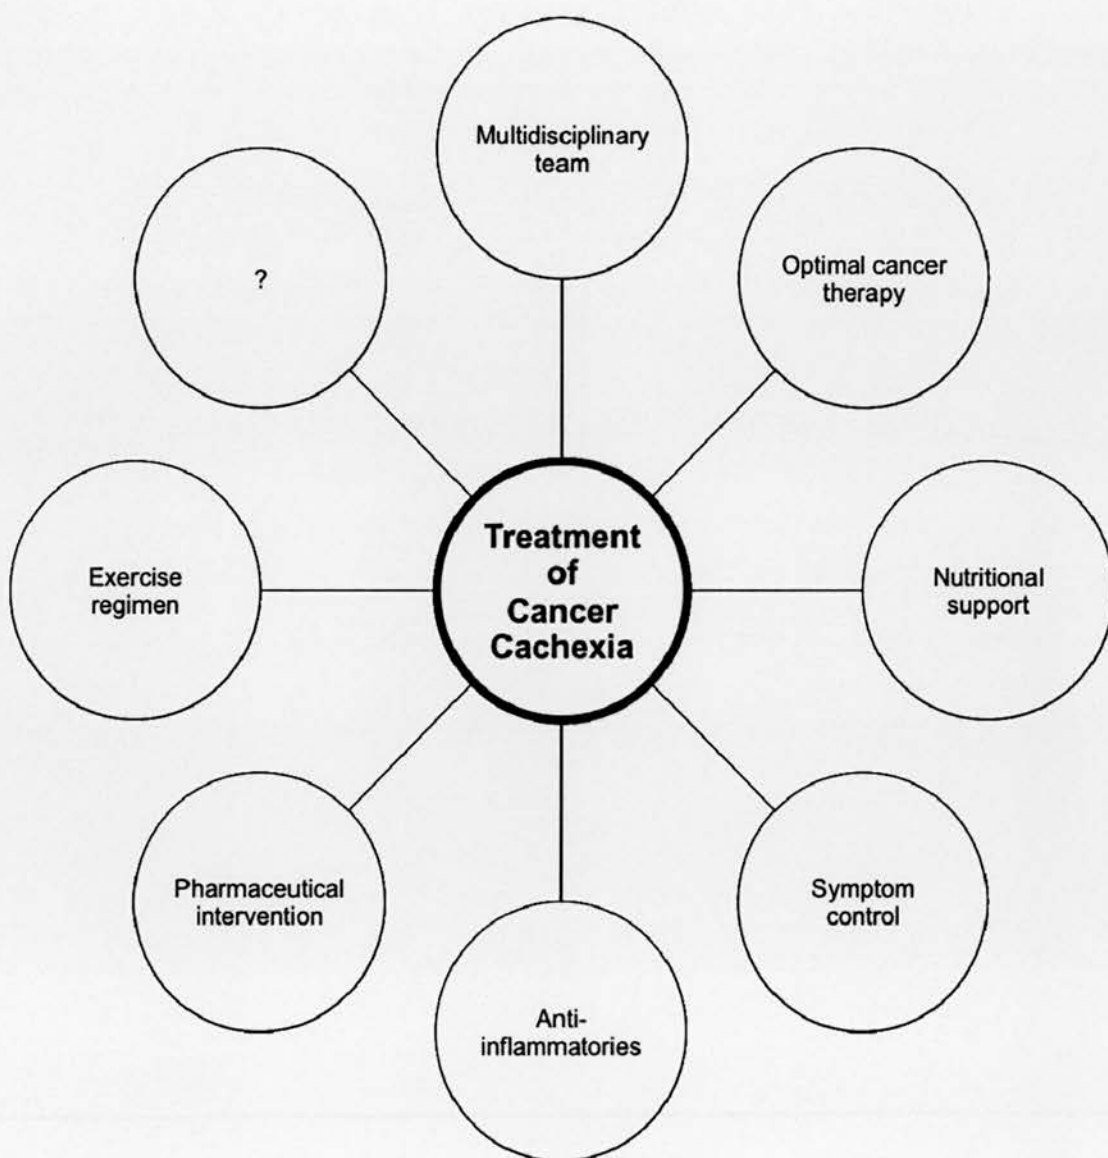 Multidisciplinary
team
Optimal cancer
therapy
?
Treatment
of
Cancer
Cachexia
Exercise
regimen
Nutritional
support
Pharmaceutical
intervention
Symptom
control
Anti-
inflammatories